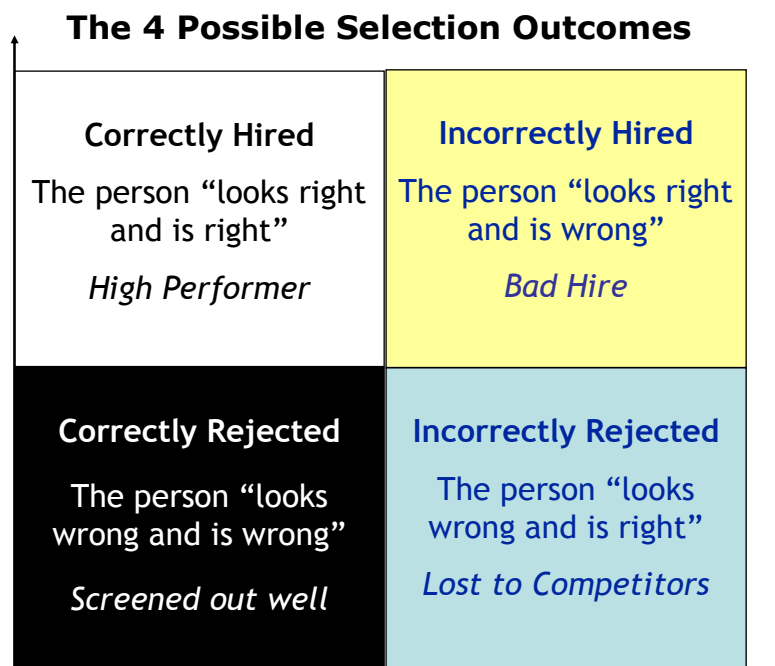 The 4 Possible Selection Outcomes
Correctly Hired
The person “looks right
and is right”
High Performer
Incorrectly Hired
The person “looks right
and is wrong”
Bad Hire
Correctly Rejected
The person “looks
wrong and is wrong”
Screened out well
Incorrectly Rejected
The person “looks
wrong and is right”
Lost to Competitors